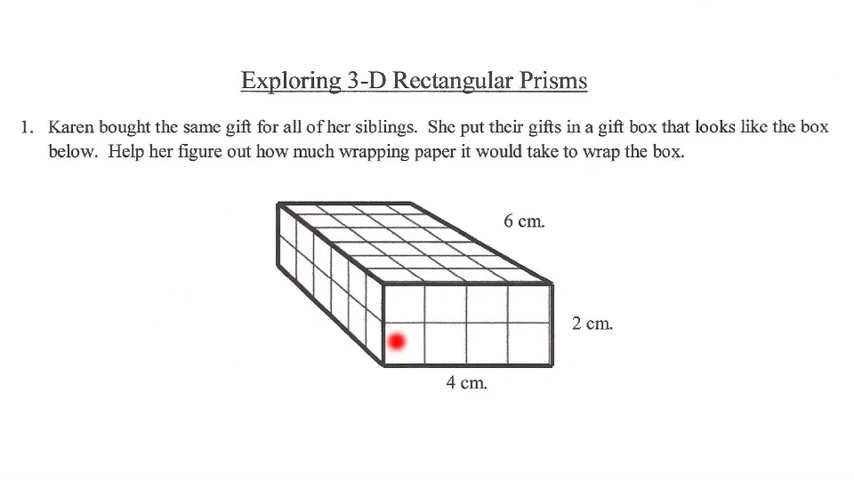 Exploring 3-D Rectangular Prisms
1. Karen bought the same gift for all of her siblings. She put their gifts in a gift box that looks like the box
below. Help her figure out how much wrapping paper it would take to wrap the box.
6 cm.
2 cm.
4 cm.